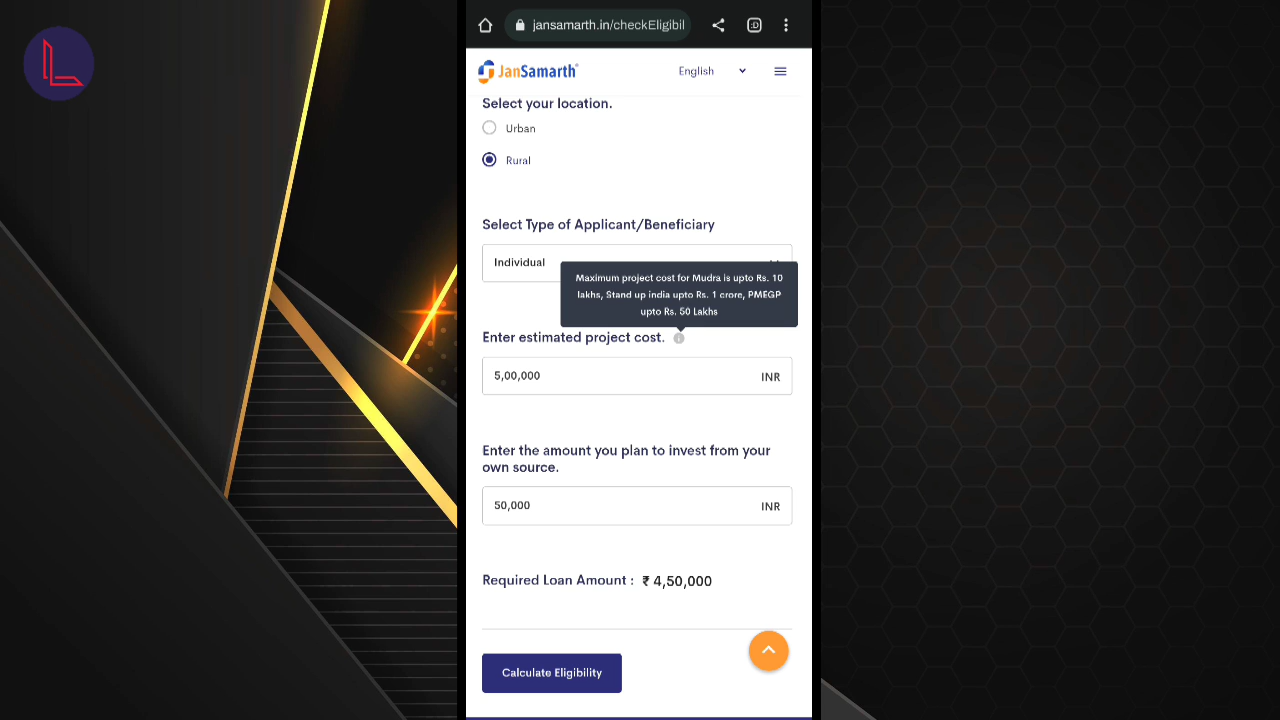 jansamarth.in/checkEligibil
:D
JanSamarth
English
Select your location.
Urban
Rural
Select Type of Applicant/Beneficiary
Individual
Maximum project cost for Mudra is upto Rs. 10
lakhs, Stand up india upto Rs. 1 crore, PMEGP
upto Rs. 50 Lakhs
Enter estimated project cost.
5,00,000 INR
Enter the amount you plan to invest from your
own source.
50,000 INR
Required Loan Amount : ₹ 4,50,000
Calculate Eligibility